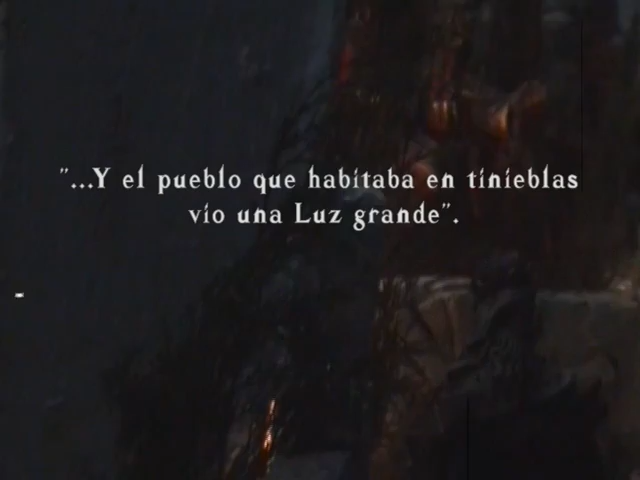 "...Y el pueblo que habitaba en tinieblas
vio una Luz grande".